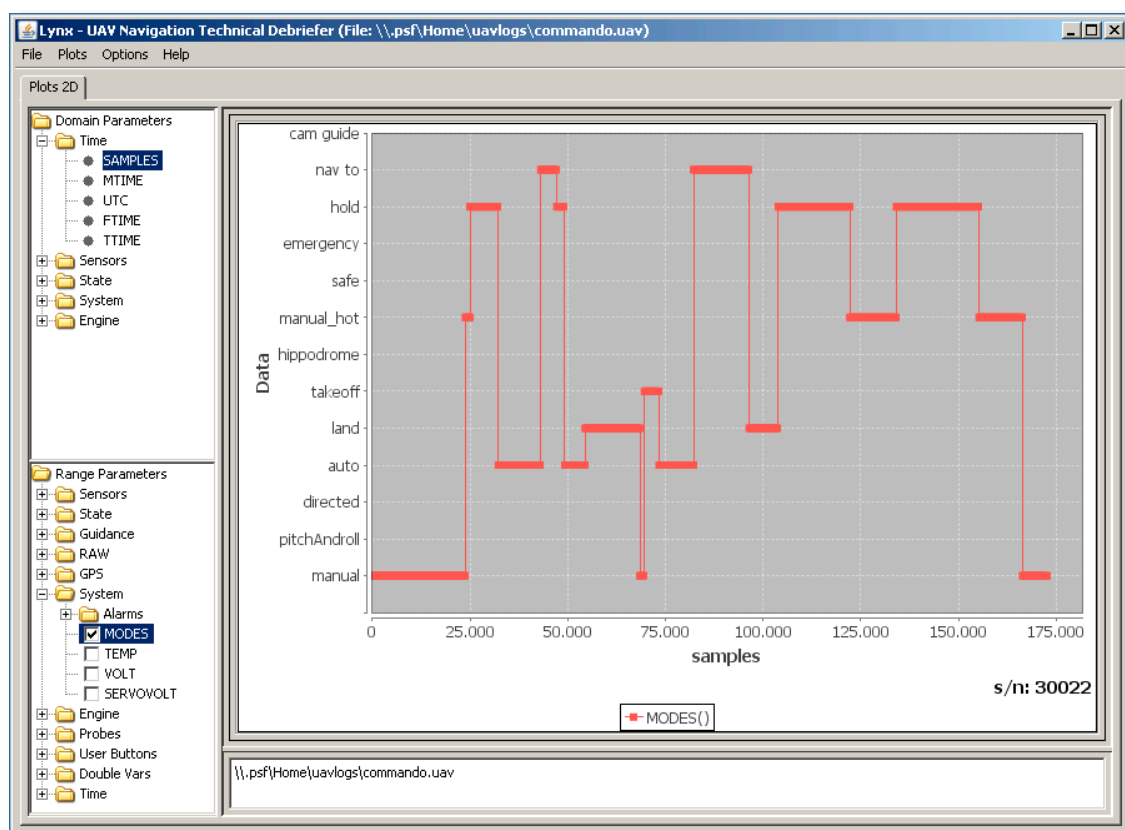 Lynx - UAV Navigation Technical Debriefer (File: \\.psf\Home\uavlogs\commando.uav)
File Plots Options Help
Plots 2D
Domain Parameters
Time
SAMPLES
MTIME
UTC
FTIME
TTIME
Sensors
State
System
Engine
Range Parameters
Sensors
State
Guidance
RAW
GPS
System
Alarms
MODES
TEMP
VOLT
SERVOVOLT
Engine
Probes
User Buttons
Double Vars
Time
Data
cam guide
nav to
hold
emergency
safe
manual_hot
hippodrome
takeoff
land
auto
directed
pitchAndroll
manual
0 25.000 50.000 75.000 100.000 125.000 150.000 175.000
samples
s/n: 30022
MODES()
\\.psf\Home\uavlogs\commando.uav